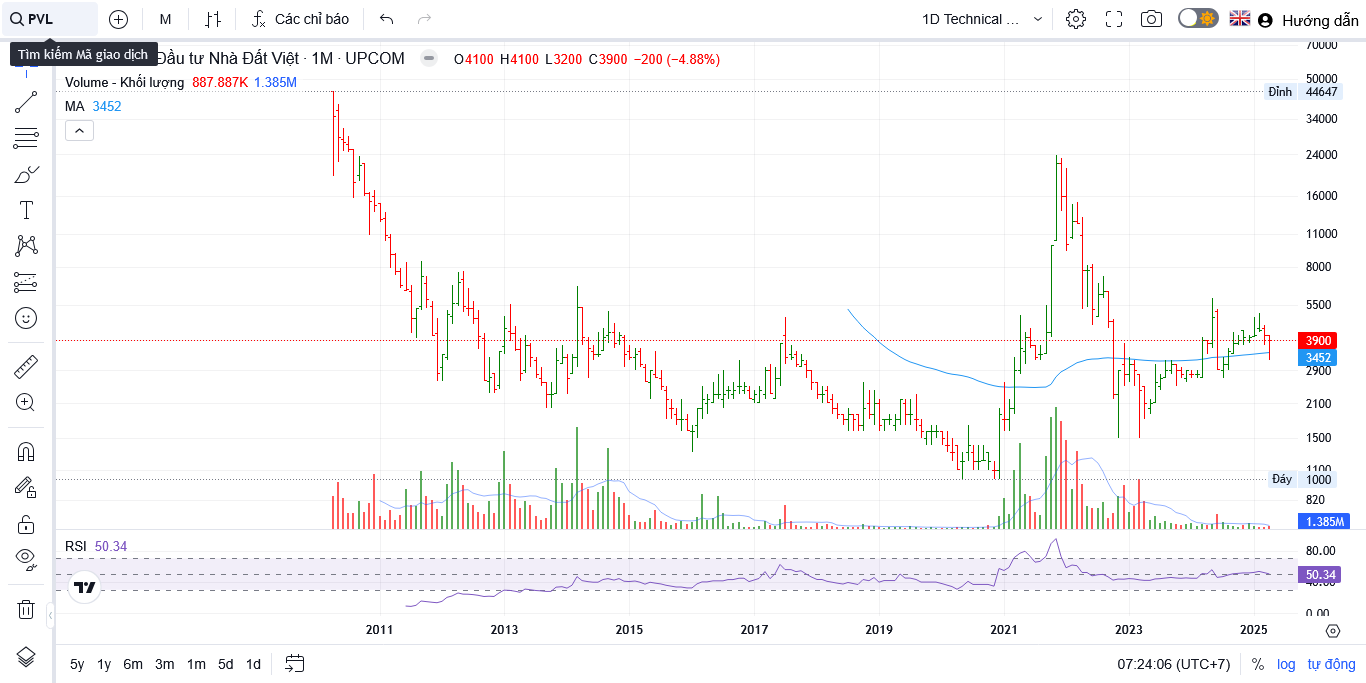 PVL M Các chỉ báo 1D Technical ... Hướng dẫn
Tìm kiếm Mã giao dịch
Đầu tư Nhà Đất Việt · 1M · UPCOM O4100 H4100 L3200 C3900 −200 (−4.88%)
Volume - Khối lượng 887.887K 1.385M
MA 3452
70000
50000
Đỉnh 44647
34000
24000
16000
11000
8000
5500
3900
3452
2900
2100
1500
1100
Đáy 1000
820
1.385M
RSI 50.34
80.00
50.34
40.00
0.00
2011 2013 2015 2017 2019 2021 2023 2025
5y 1y 6m 3m 1m 5d 1d 07:24:06 (UTC+7) % log tự động